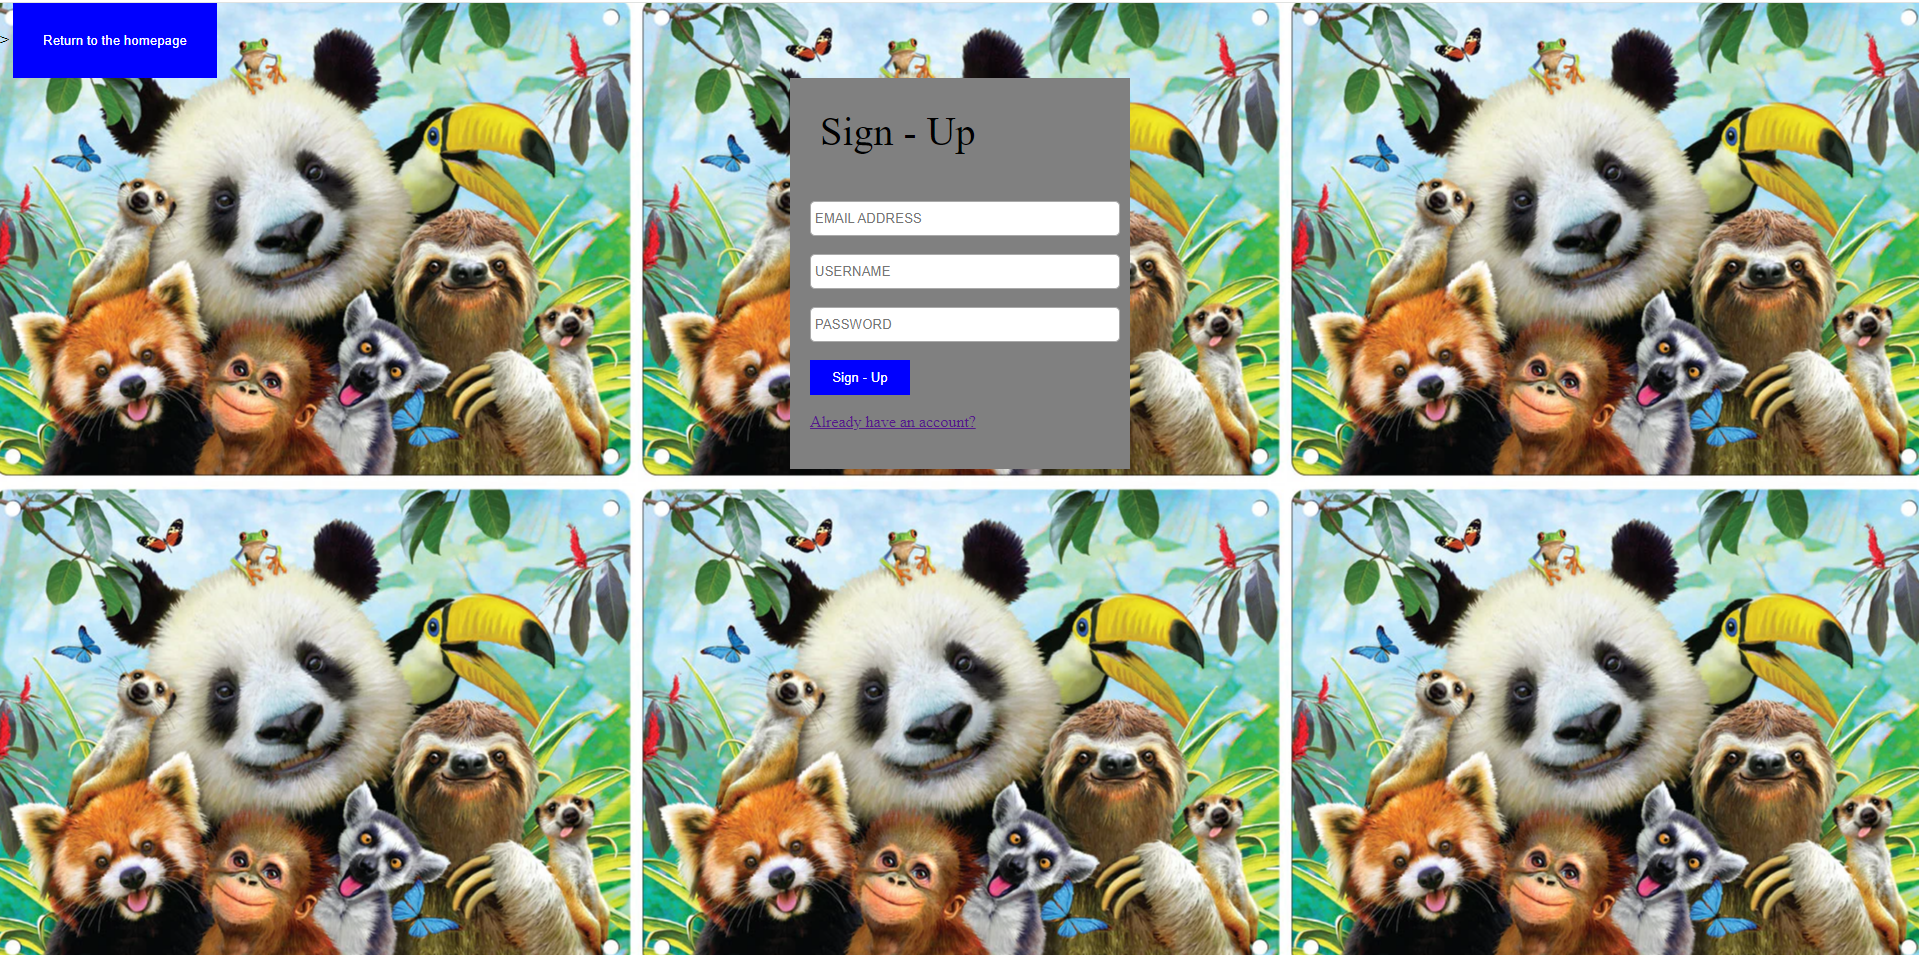 > Return to the homepage
Sign - Up
EMAIL ADDRESS
USERNAME
PASSWORD
Sign - Up
Already have an account?